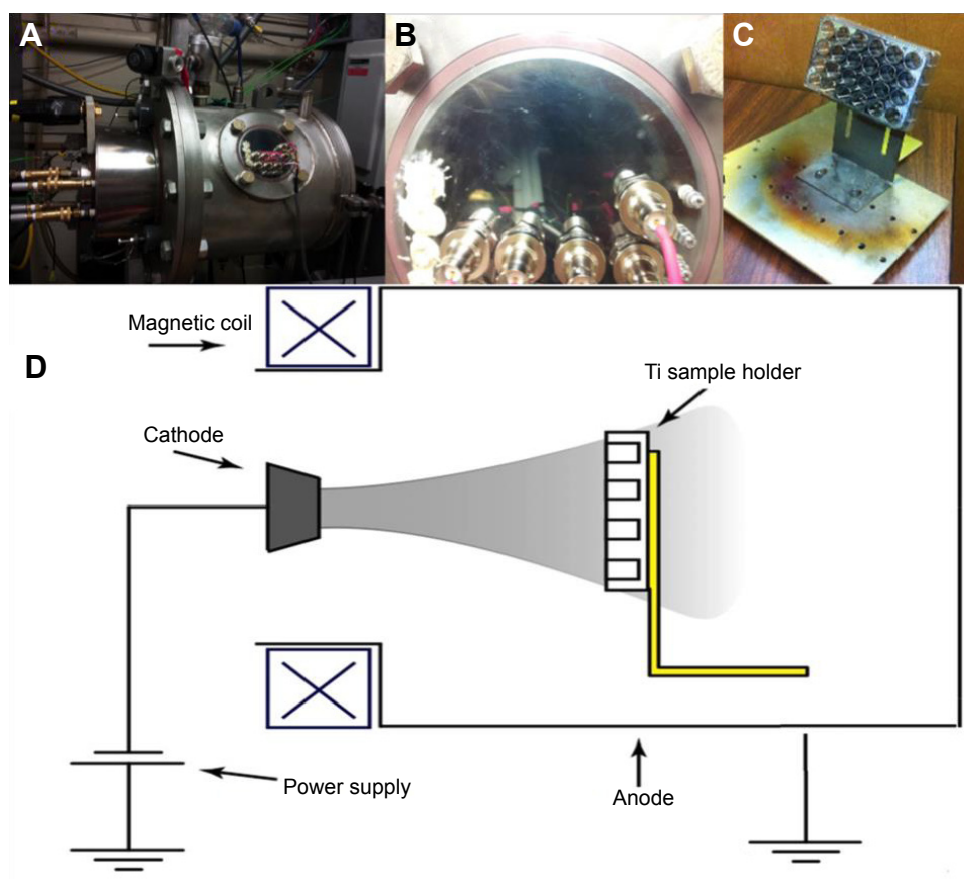 A
B
C
Magnetic coil
D
Ti sample holder
Cathode
Power supply
Anode